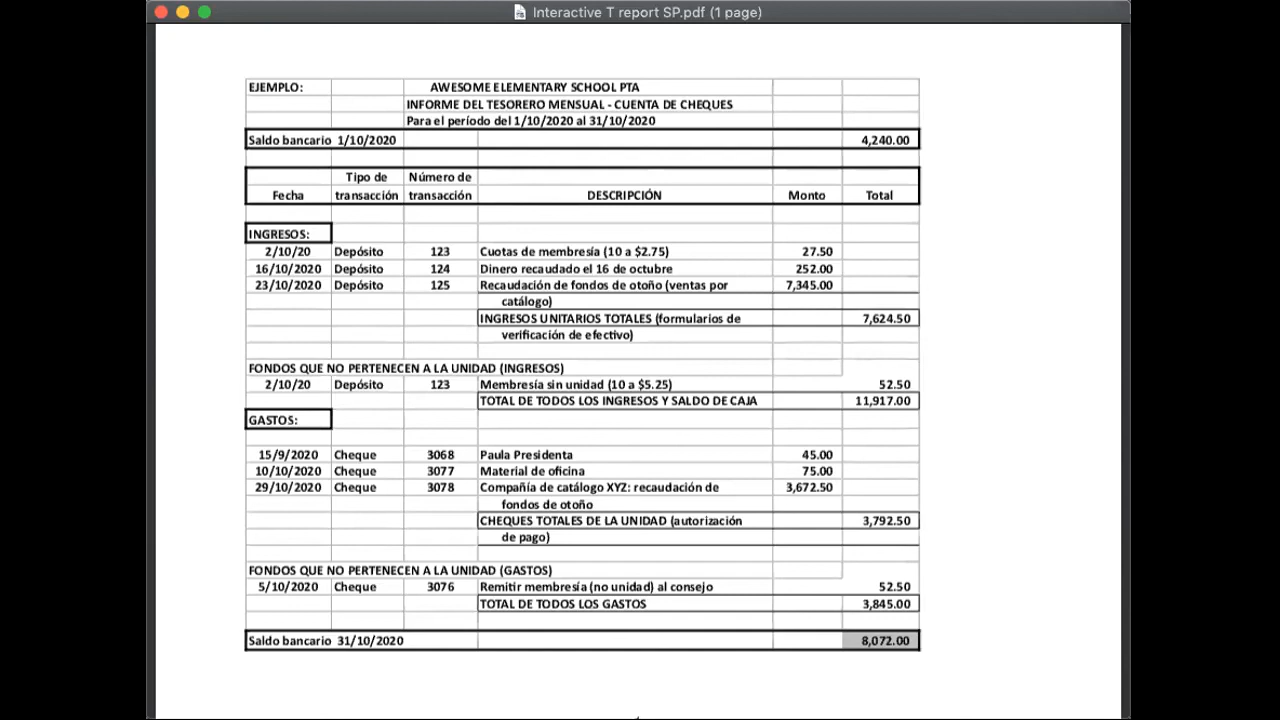 Interactive T report SP.pdf (1 page)
EJEMPLO: AWESOME ELEMENTARY SCHOOL PTA
INFORME DEL TESORERO MENSUAL - CUENTA DE CHEQUES
Para el período del 1/10/2020 al 31/10/2020
Saldo bancario 1/10/2020 4,240.00
Tipo de Número de
Fecha transacción transacción DESCRIPCIÓN Monto Total
INGRESOS:
2/10/20 Depósito 123 Cuotas de membresía (10 a $2.75) 27.50
16/10/2020 Depósito 124 Dinero recaudado el 16 de octubre 252.00
23/10/2020 Depósito 125 Recaudación de fondos de otoño (ventas por 7,345.00
catálogo)
INGRESOS UNITARIOS TOTALES (formularios de 7,624.50
verificación de efectivo)
FONDOS QUE NO PERTENECEN A LA UNIDAD (INGRESOS)
2/10/20 Depósito 123 Membresía sin unidad (10 a $5.25) 52.50
TOTAL DE TODOS LOS INGRESOS Y SALDO DE CAJA 11,917.00
GASTOS:
15/9/2020 Cheque 3068 Paula Presidenta 45.00
10/10/2020 Cheque 3077 Material de oficina 75.00
29/10/2020 Cheque 3078 Compañía de catálogo XYZ: recaudación de 3,672.50
fondos de otoño
CHEQUES TOTALES DE LA UNIDAD (autorización 3,792.50
de pago)
FONDOS QUE NO PERTENECEN A LA UNIDAD (GASTOS)
5/10/2020 Cheque 3076 Remitir membresía (no unidad) al consejo 52.50
TOTAL DE TODOS LOS GASTOS 3,845.00
Saldo bancario 31/10/2020 8,072.00